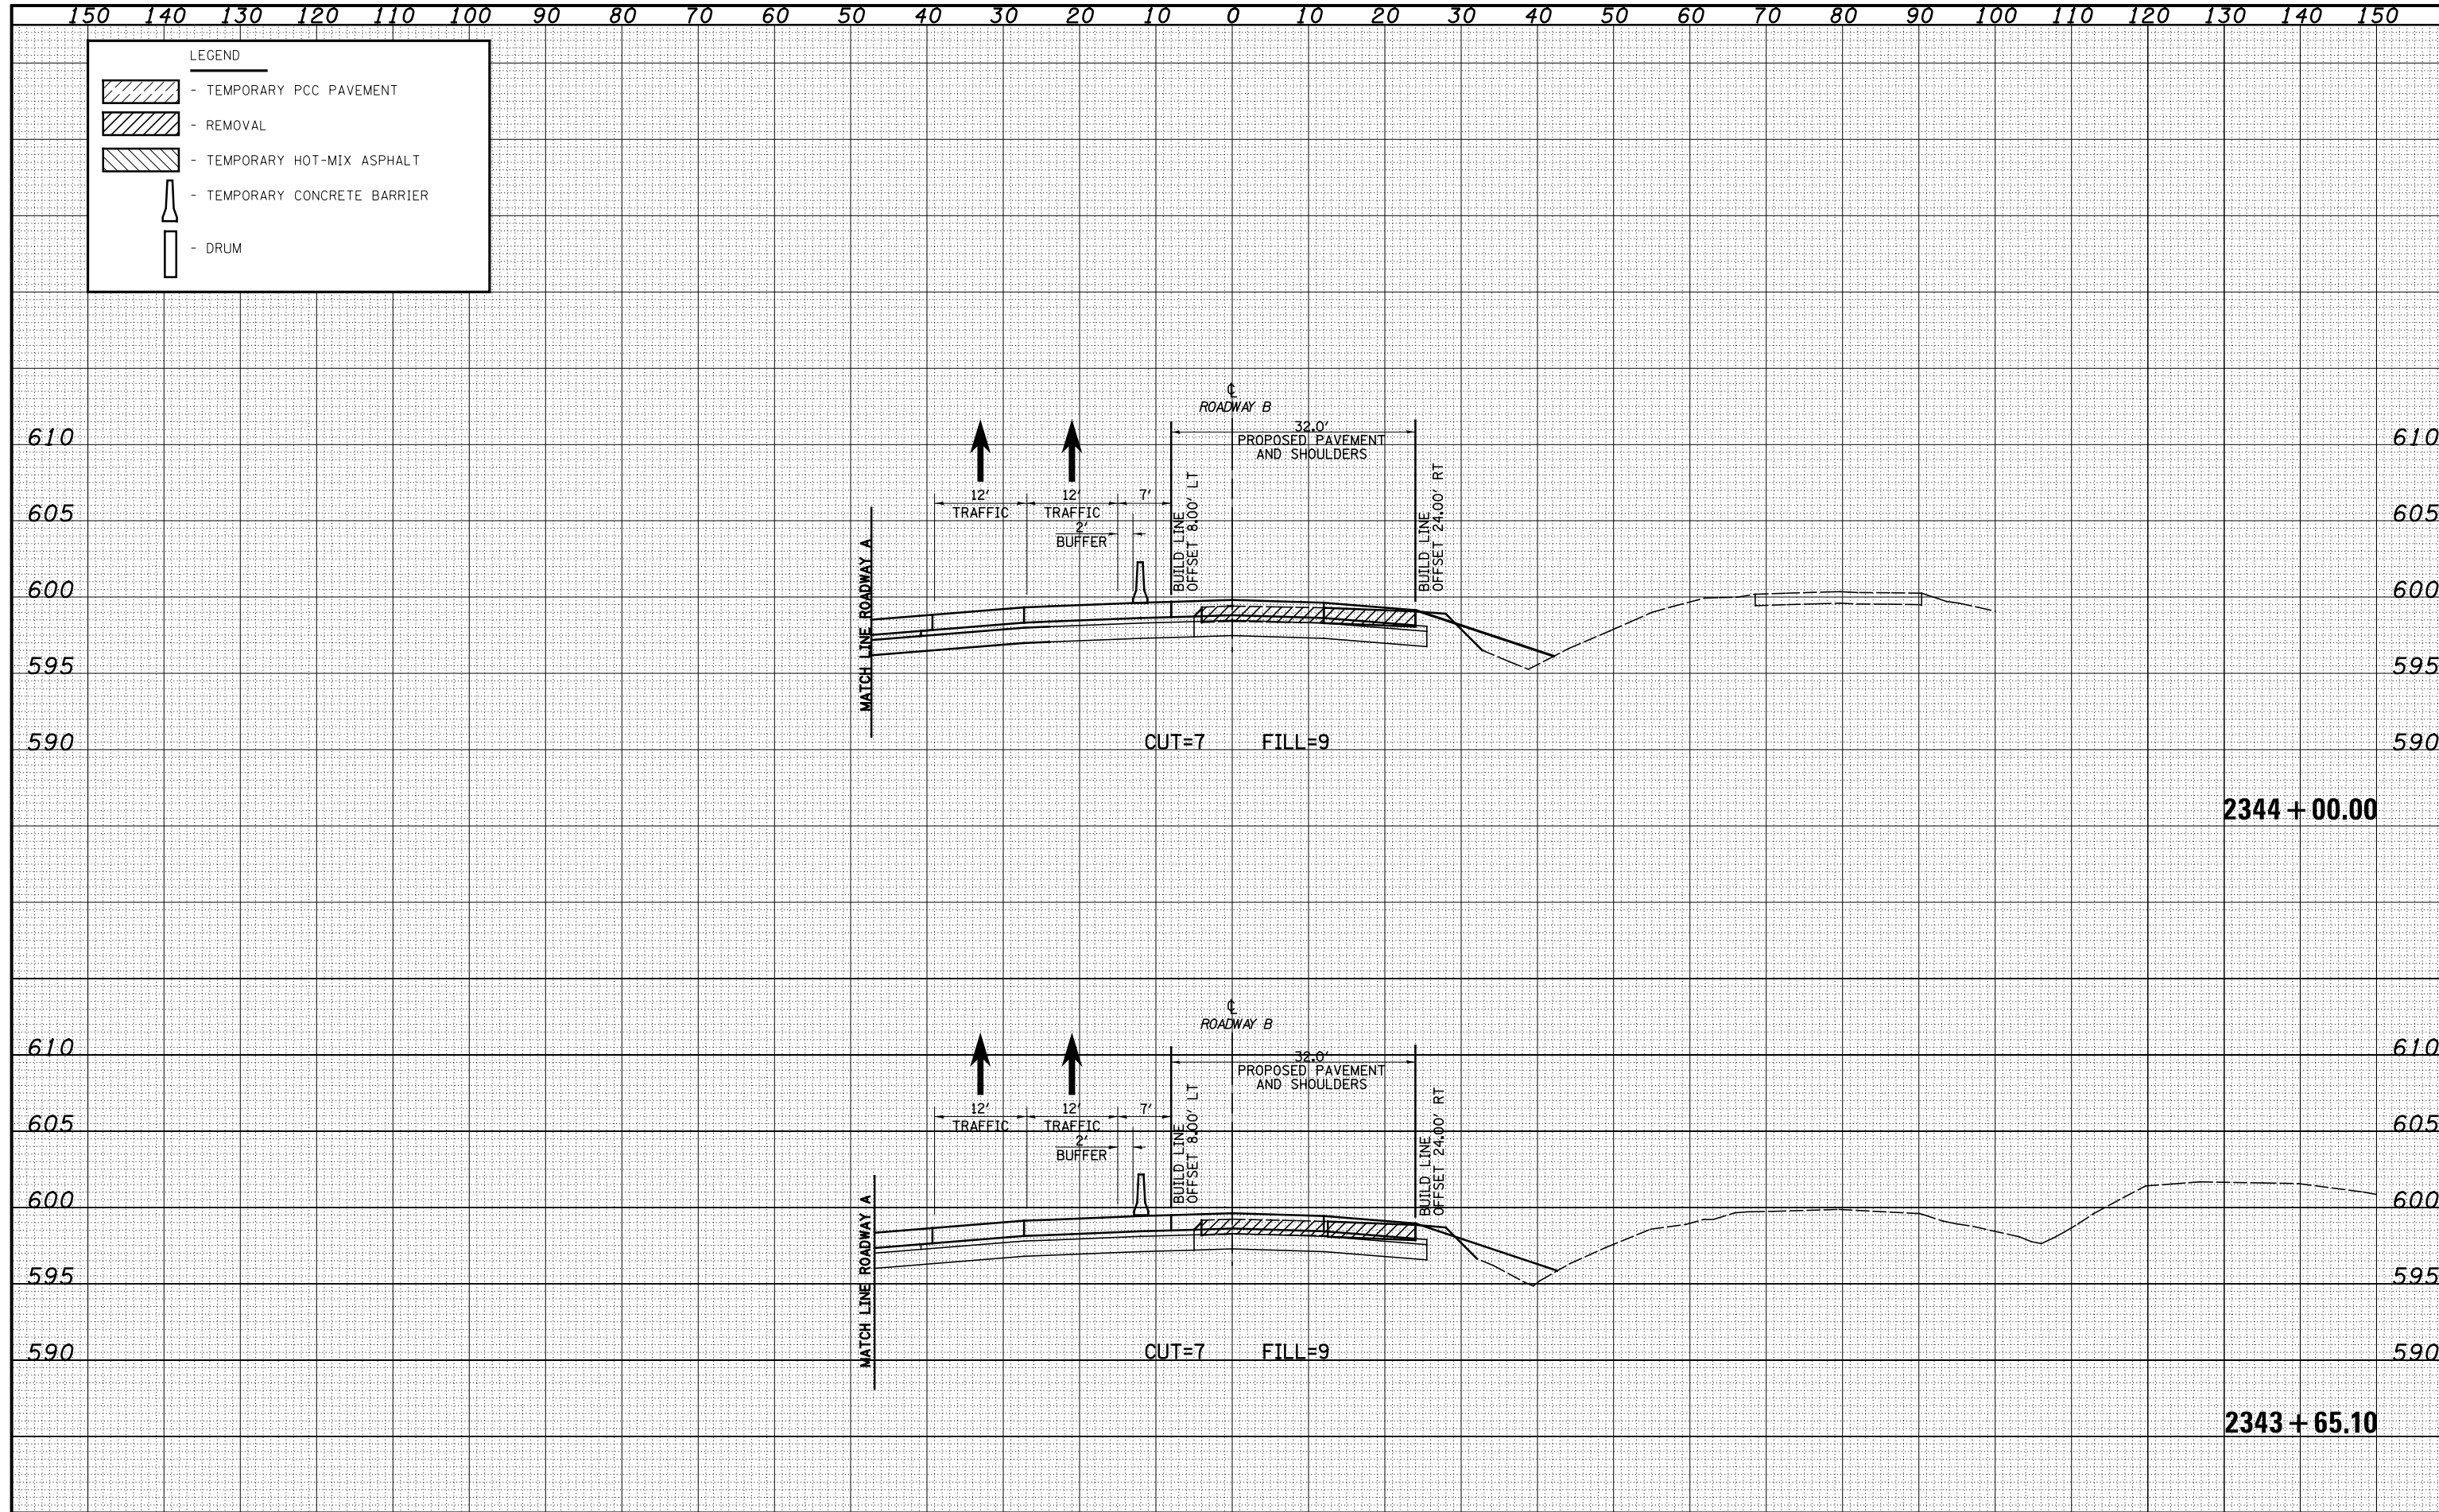 150 140 130 120 110 100 90 80 70 60 50 40 30 20 10 0 10 20 30 40 50 60 70 80 90 100 110 120 130 140 150
LEGEND
- TEMPORARY PCC PAVEMENT
- REMOVAL
- TEMPORARY HOT-MIX ASPHALT
- TEMPORARY CONCRETE BARRIER
- DRUM
℄
ROADWAY B
32.0'
PROPOSED PAVEMENT
AND SHOULDERS
610 610
12' 12' 7'
TRAFFIC TRAFFIC
2'
BUFFER
BUILD LINE
OFFSET 8.00' LT
BUILD LINE
OFFSET 24.00' RT
605 605
MATCH LINE ROADWAY A
600 600
595 595
590 590
CUT=7 FILL=9
2344+00.00
℄
ROADWAY B
32.0'
PROPOSED PAVEMENT
AND SHOULDERS
610 610
12' 12' 7'
TRAFFIC TRAFFIC
2'
BUFFER
BUILD LINE
OFFSET 8.00' LT
BUILD LINE
OFFSET 24.00' RT
605 605
MATCH LINE ROADWAY A
600 600
595 595
590 590
CUT=7 FILL=9
2343+65.10